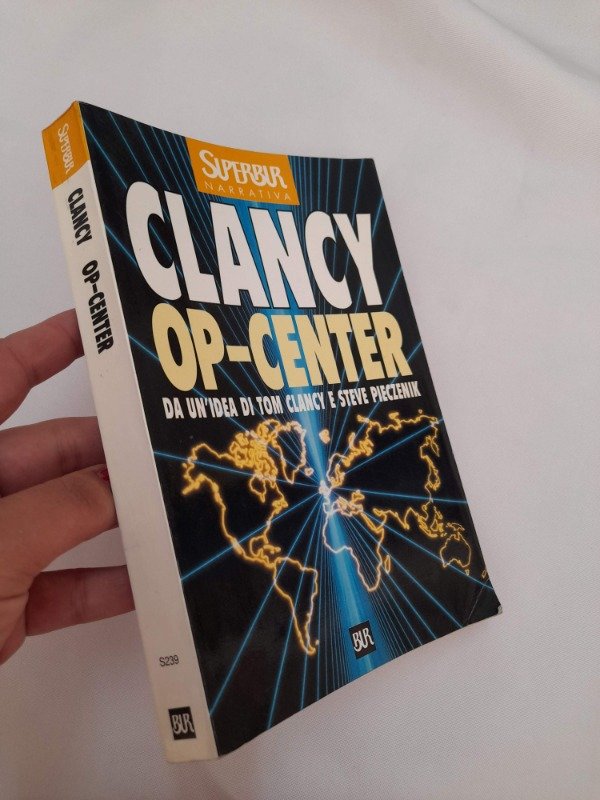 SUPERBUR
NARRATIVA
CLANCY
OP-CENTER
DA UN'IDEA DI TOM CLANCY E STEVE PIECZENIK
BUR
SUPERBUR
CLANCY OP-CENTER
S239
BUR